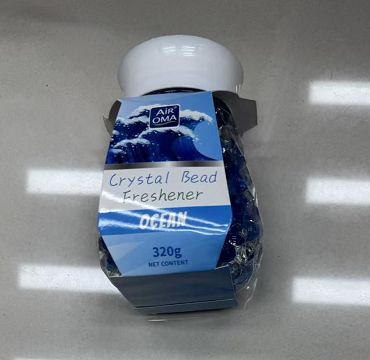 AiR
OMA
Crystal Bead
Freshener
OCEAN
320g
NET CONTENT